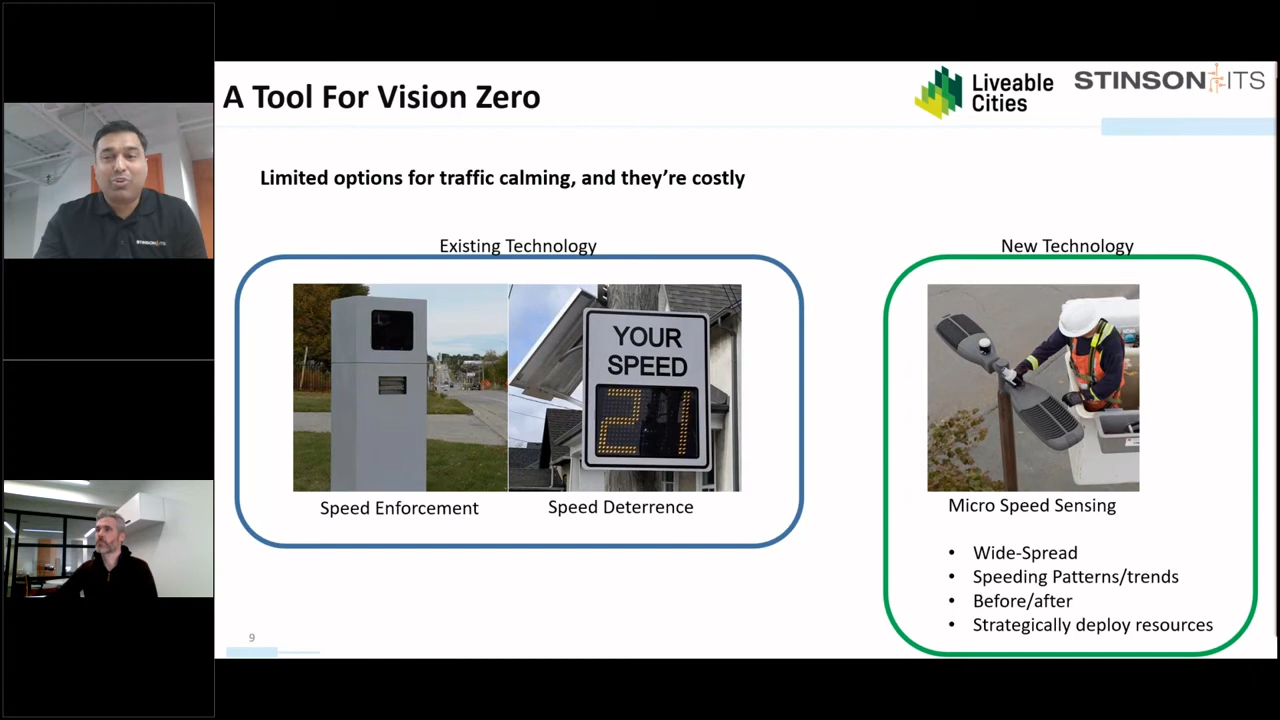 A Tool For Vision Zero
Liveable
Cities
STINSON ITS
Limited options for traffic calming, and they're costly
Existing Technology
New Technology
YOUR
SPEED
21
Speed Enforcement
Speed Deterrence
Micro Speed Sensing
• Wide-Spread
• Speeding Patterns/trends
• Before/after
• Strategically deploy resources
9
STINSON ITS